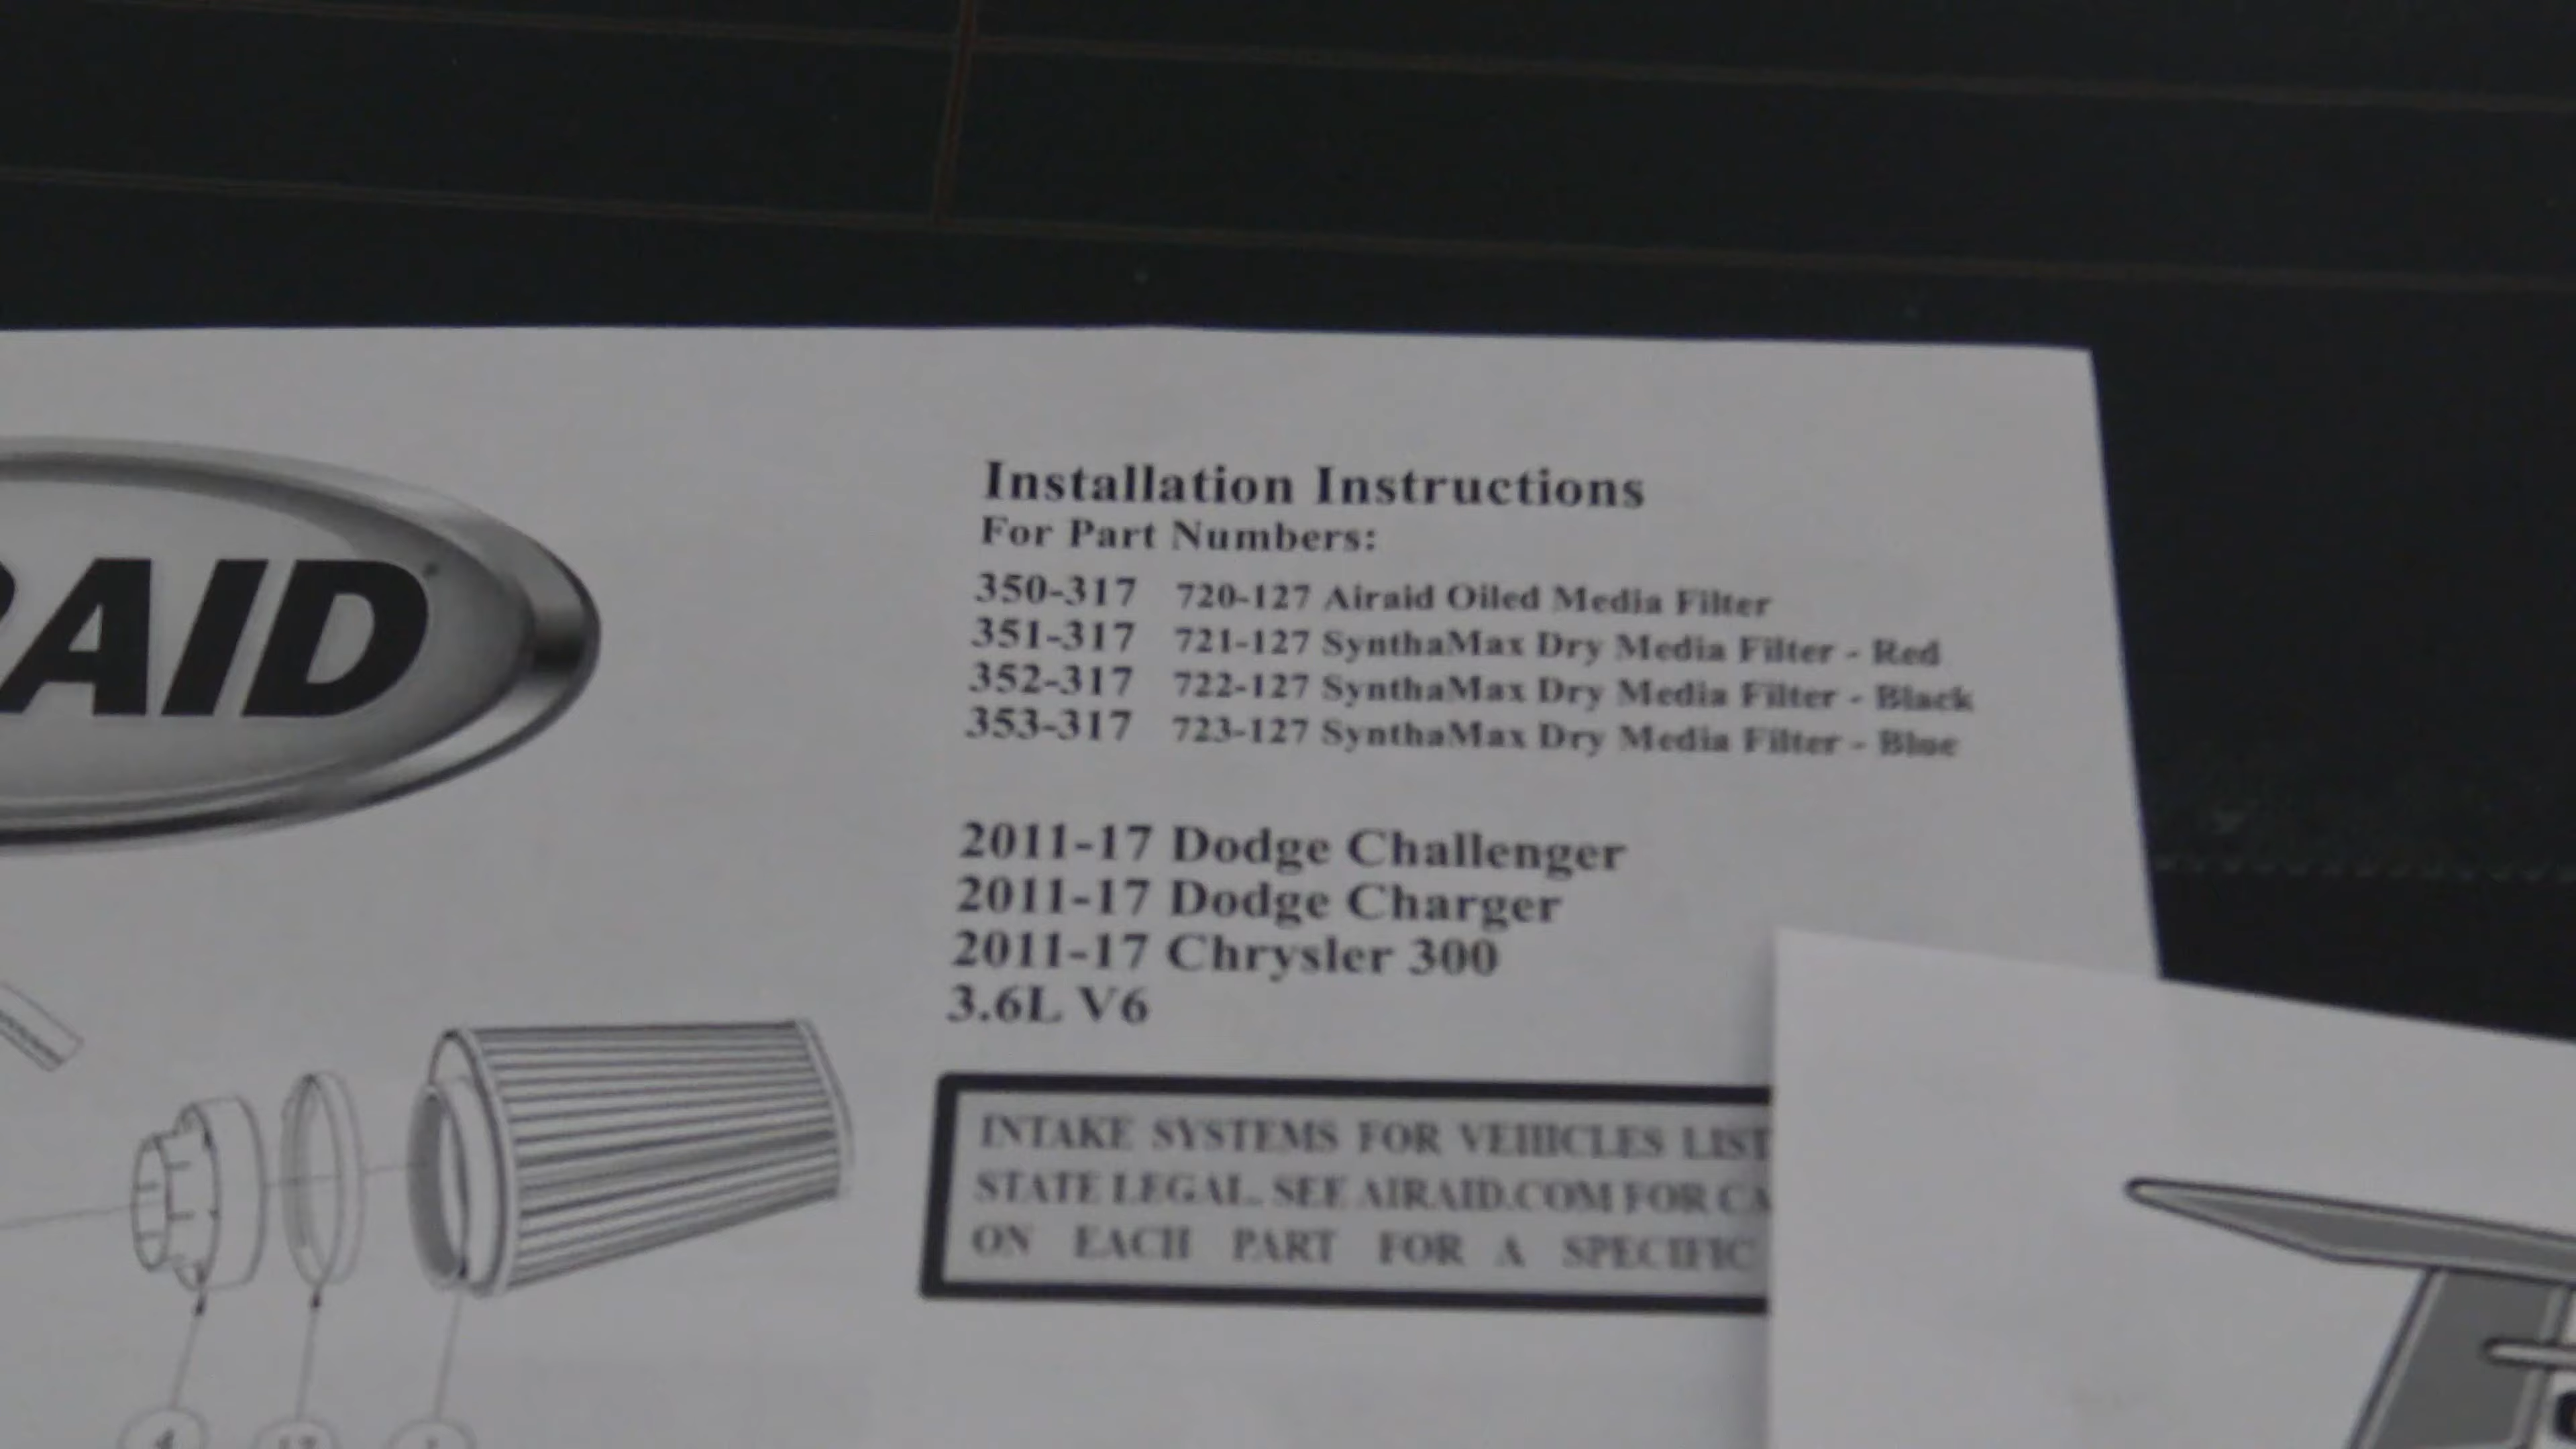 RAID
Installation Instructions
For Part Numbers:
350-317 720-127 Airaid Oiled Media Filter
351-317 721-127 SynthaMax Dry Media Filter - Red
352-317 722-127 SynthaMax Dry Media Filter - Black
353-317 723-127 SynthaMax Dry Media Filter - Blue
2011-17 Dodge Challenger
2011-17 Dodge Charger
2011-17 Chrysler 300
3.6L V6
INTAKE SYSTEMS FOR VEHICLES LIST
STATE LEGAL. SEE AIRAID.COM FOR CA
ON EACH PART FOR A SPECIFIC